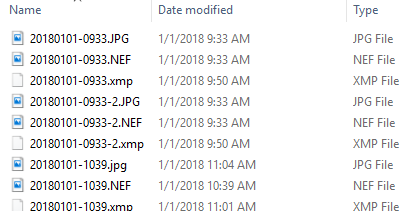 Name Date modified Type
20180101-0933.JPG 1/1/2018 9:33 AM JPG File
20180101-0933.NEF 1/1/2018 9:33 AM NEF File
20180101-0933.xmp 1/1/2018 9:50 AM XMP File
20180101-0933-2.JPG 1/1/2018 9:33 AM JPG File
20180101-0933-2.NEF 1/1/2018 9:33 AM NEF File
20180101-0933-2.xmp 1/1/2018 9:50 AM XMP File
20180101-1039.jpg 1/1/2018 11:04 AM JPG File
20180101-1039.NEF 1/1/2018 10:39 AM NEF File
20180101-1039.xmp 1/1/2018 11:01 AM XMP File